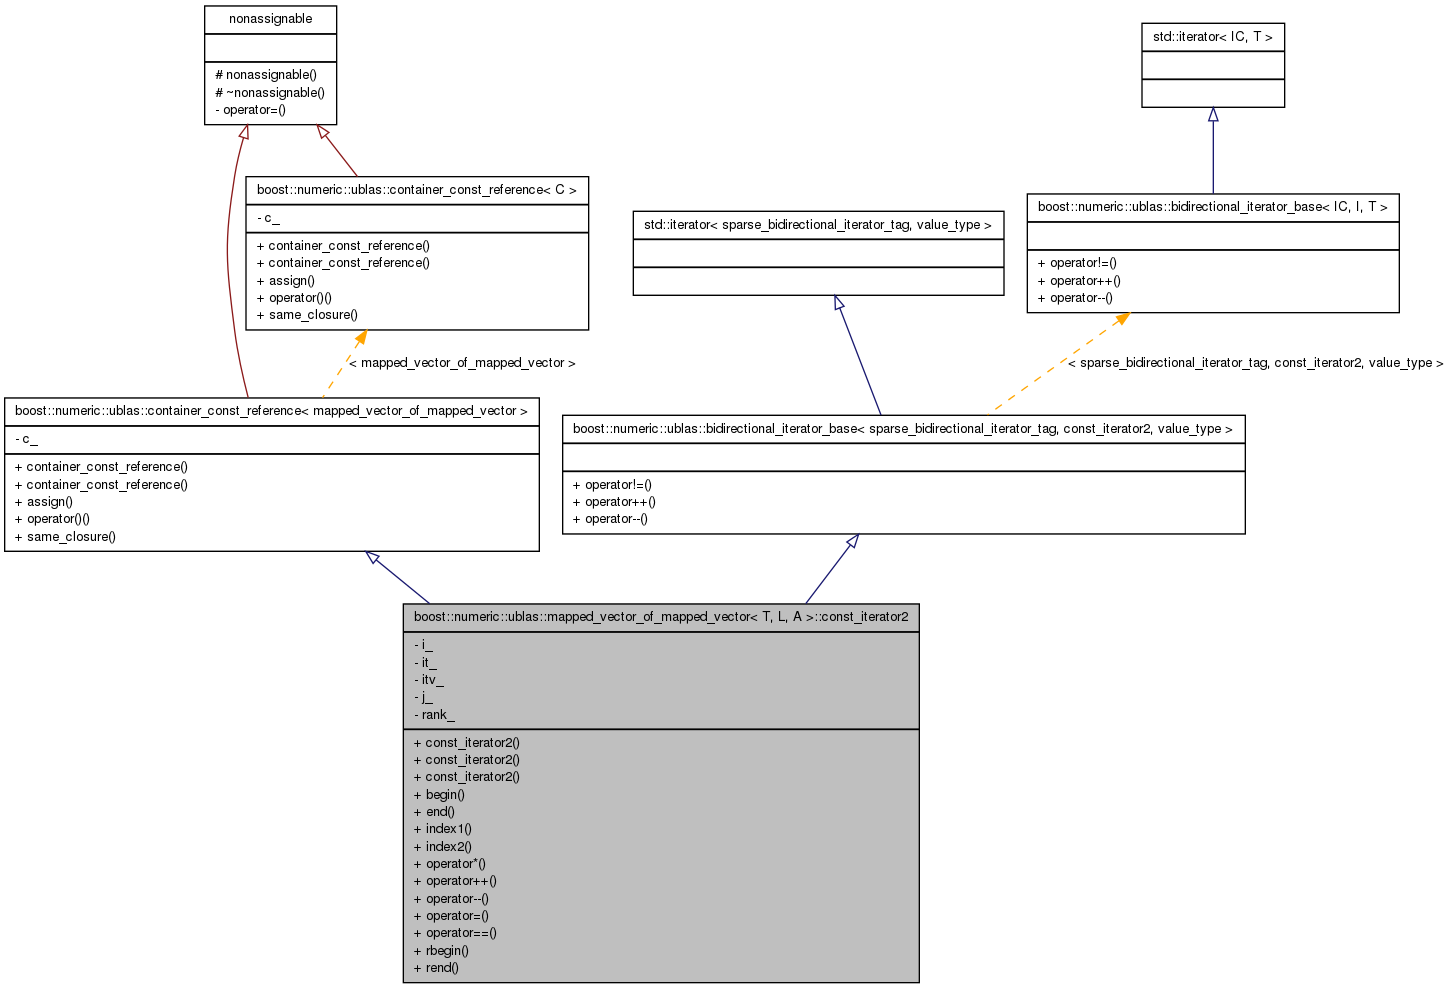 nonassignable
# nonassignable()
# ~nonassignable()
- operator=()
std::iterator< IC, T >
boost::numeric::ublas::container_const_reference< C >
- c_
+ container_const_reference()
+ container_const_reference()
+ assign()
+ operator()()
+ same_closure()
std::iterator< sparse_bidirectional_iterator_tag, value_type >
boost::numeric::ublas::bidirectional_iterator_base< IC, I, T >
+ operator!=()
+ operator++()
+ operator--()
< mapped_vector_of_mapped_vector >
< sparse_bidirectional_iterator_tag, const_iterator2, value_type >
boost::numeric::ublas::container_const_reference< mapped_vector_of_mapped_vector >
- c_
+ container_const_reference()
+ container_const_reference()
+ assign()
+ operator()()
+ same_closure()
boost::numeric::ublas::bidirectional_iterator_base< sparse_bidirectional_iterator_tag, const_iterator2, value_type >
+ operator!=()
+ operator++()
+ operator--()
boost::numeric::ublas::mapped_vector_of_mapped_vector< T, L, A >::const_iterator2
- i_
- it_
- itv_
- j_
- rank_
+ const_iterator2()
+ const_iterator2()
+ const_iterator2()
+ begin()
+ end()
+ index1()
+ index2()
+ operator*()
+ operator++()
+ operator--()
+ operator=()
+ operator==()
+ rbegin()
+ rend()